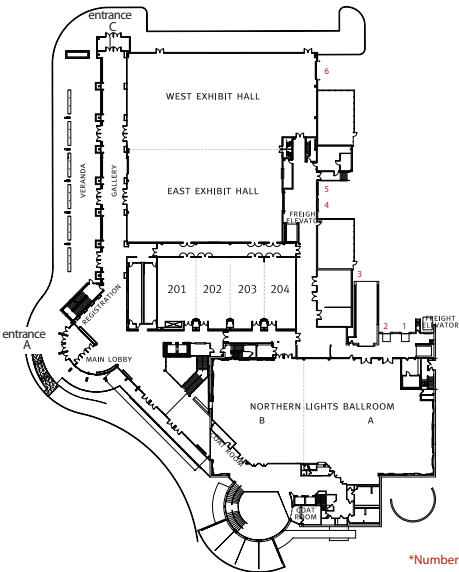 entrance
C
6
WEST EXHIBIT HALL
VERANDA
GALLERY
EAST EXHIBIT HALL
5
4
FREIGHT
ELEVATOR
3
201
202
203
204
REGISTRATION
entrance
A
2
1
FREIGHT
ELEVATOR
MAIN LOBBY
NORTHERN LIGHTS BALLROOM
B
A
COAT ROOM
COAT
ROOM
*Number